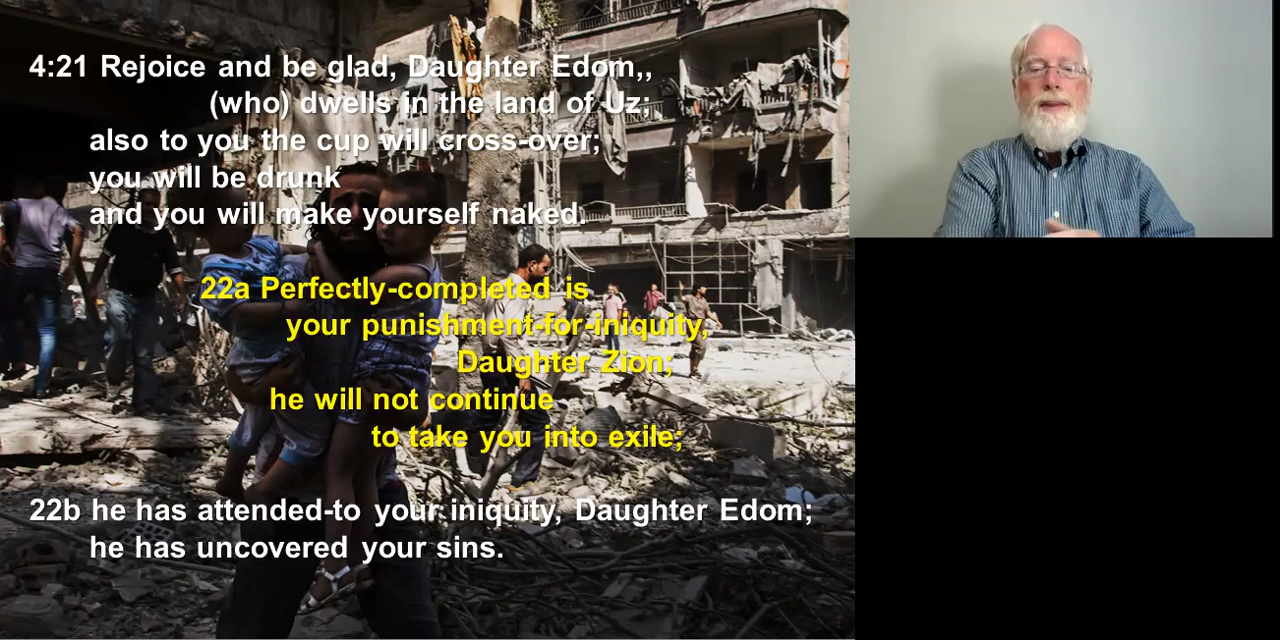 4:21 Rejoice and be glad, Daughter Edom,,
(who) dwells in the land of Uz;
also to you the cup will cross-over;
you will be drunk
and you will make yourself naked.
22a Perfectly-completed is
your punishment-for-iniquity,
Daughter Zion;
he will not continue
to take you into exile;
22b he has attended-to your iniquity, Daughter Edom;
he has uncovered your sins.